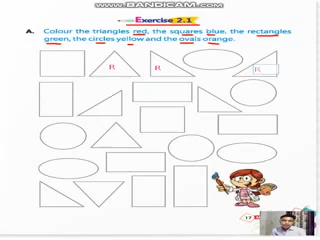 WWW.BANDICAM.COM
Exercise 2.1
A. Colour the triangles red, the squares blue, the rectangles
green, the circles yellow and the ovals orange.
R
R
R
17